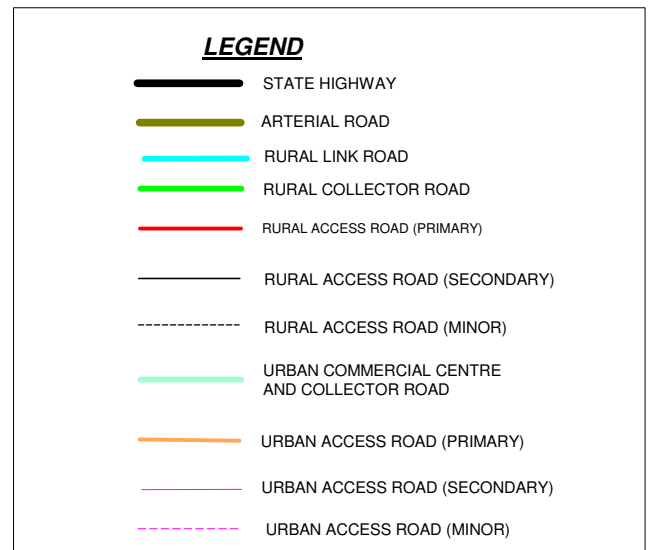 LEGEND
STATE HIGHWAY
ARTERIAL ROAD
RURAL LINK ROAD
RURAL COLLECTOR ROAD
RURAL ACCESS ROAD (PRIMARY)
RURAL ACCESS ROAD (SECONDARY)
RURAL ACCESS ROAD (MINOR)
URBAN COMMERCIAL CENTRE
AND COLLECTOR ROAD
URBAN ACCESS ROAD (PRIMARY)
URBAN ACCESS ROAD (SECONDARY)
URBAN ACCESS ROAD (MINOR)